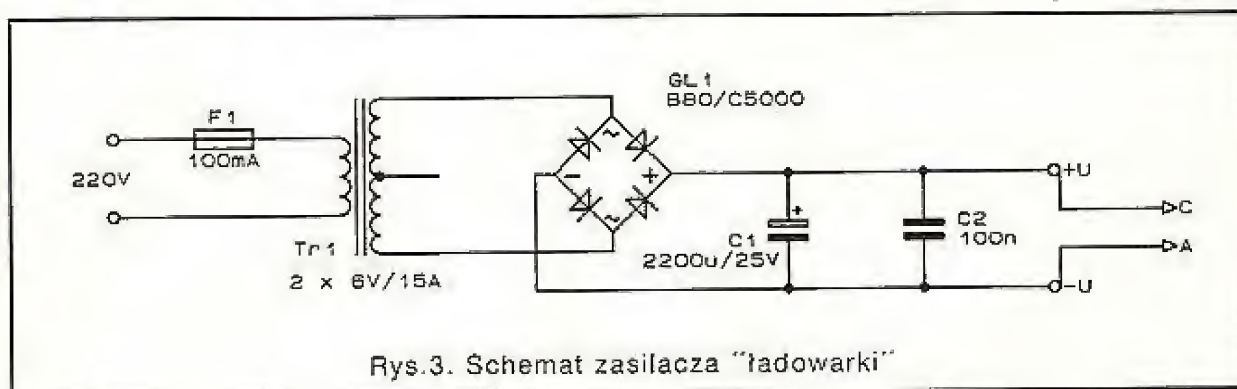 GL1
B80/C5000
F1
100mA
220V
Tr1
2 x 6V/15A
~
~
-
+
+
C1
2200u/25V
C2
100n
+U
C
A
-U
Rys.3. Schemat zasilacza "ładowarki"